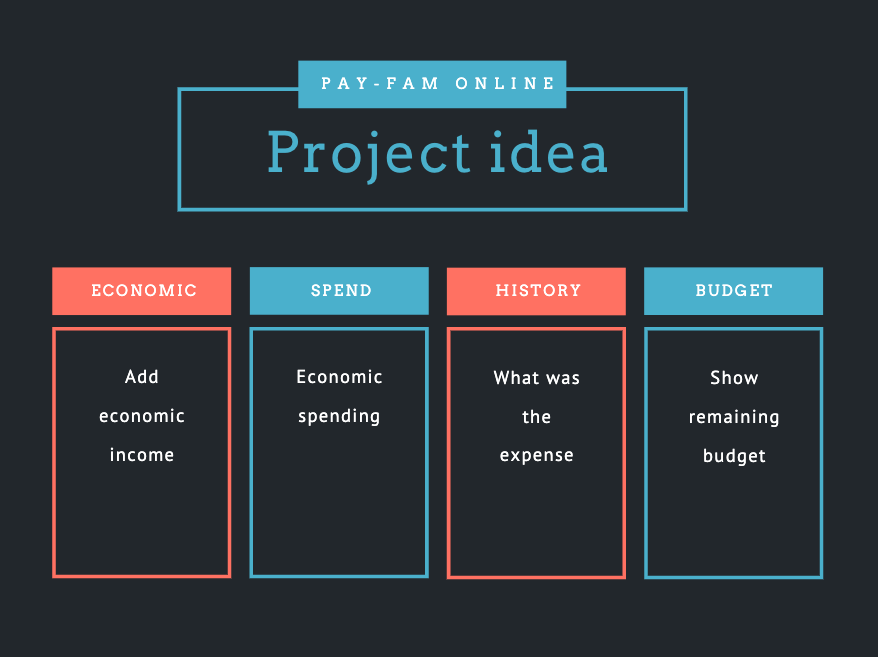 PAY-FAM ONLINE
Project idea
ECONOMIC
Add
economic
income
SPEND
Economic
spending
HISTORY
What was
the
expense
BUDGET
Show
remaining
budget